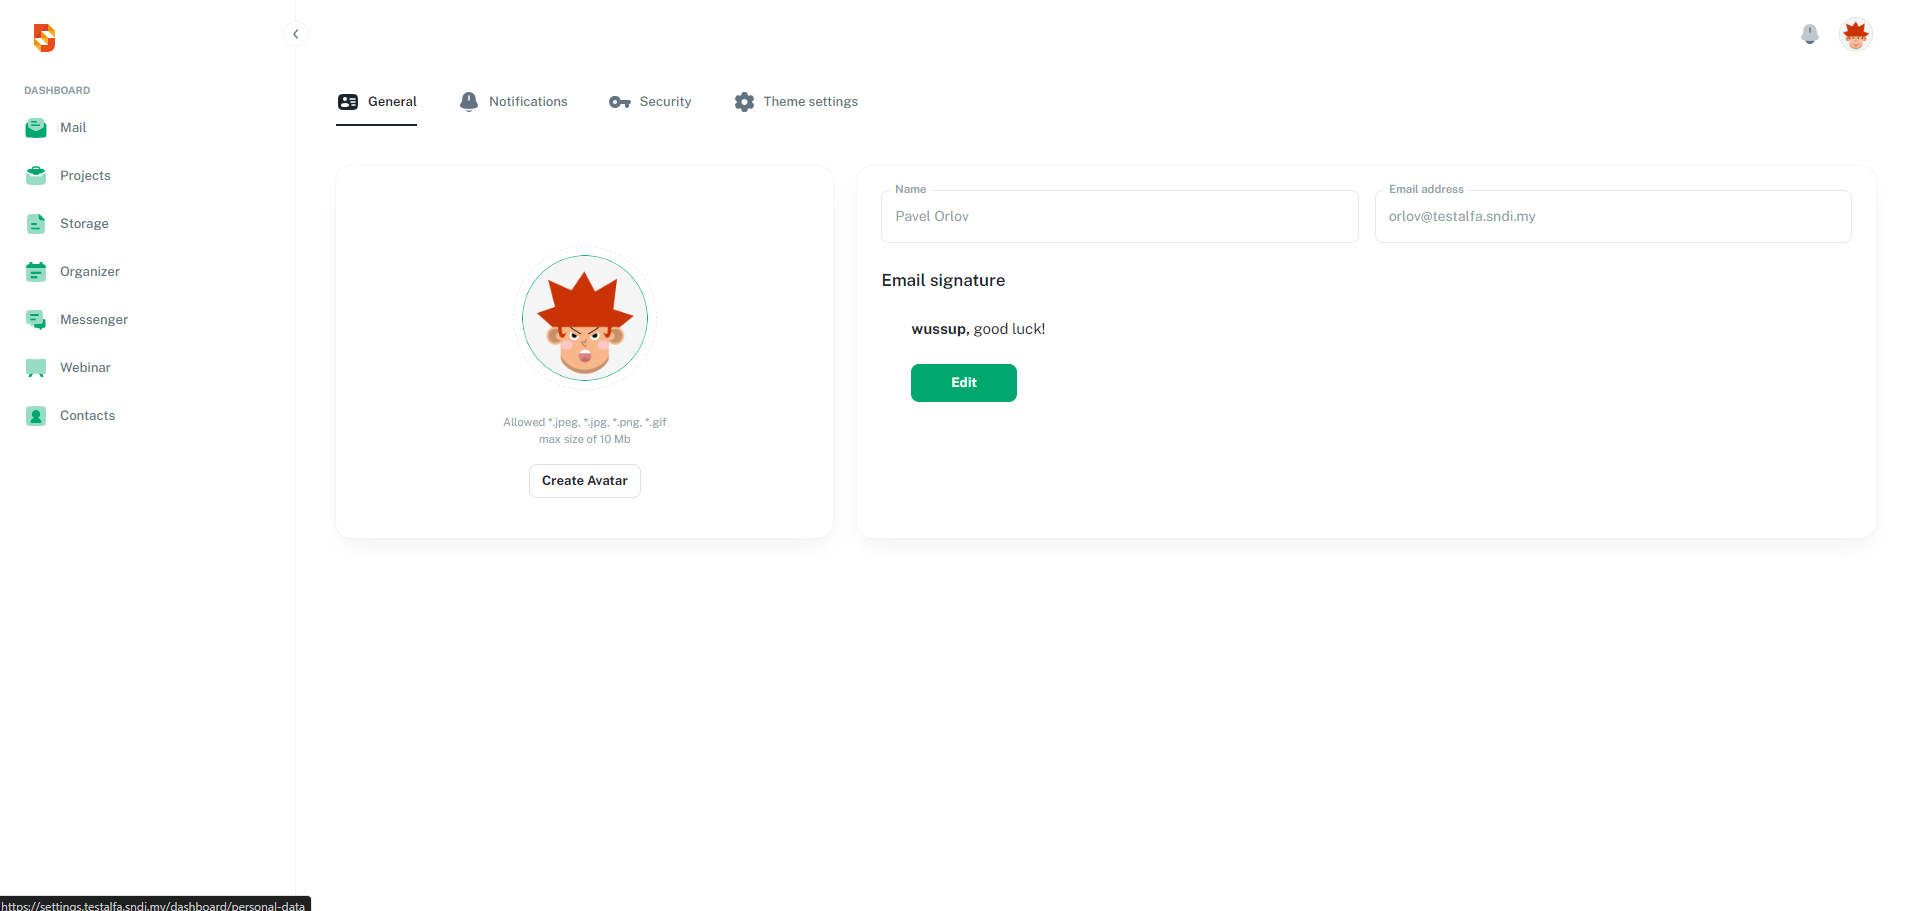 DASHBOARD
Mail
Projects
Storage
Organizer
Messenger
Webinar
Contacts
General
Notifications
Security
Theme settings
Allowed *.jpeg, *.jpg, *.png, *.gif
max size of 10 Mb
Create Avatar
Name
Pavel Orlov
Email address
orlov@testalfa.sndi.my
Email signature
wussup, good luck!
Edit
https://settings.testalfa.sndi.my/dashboard/personal-data